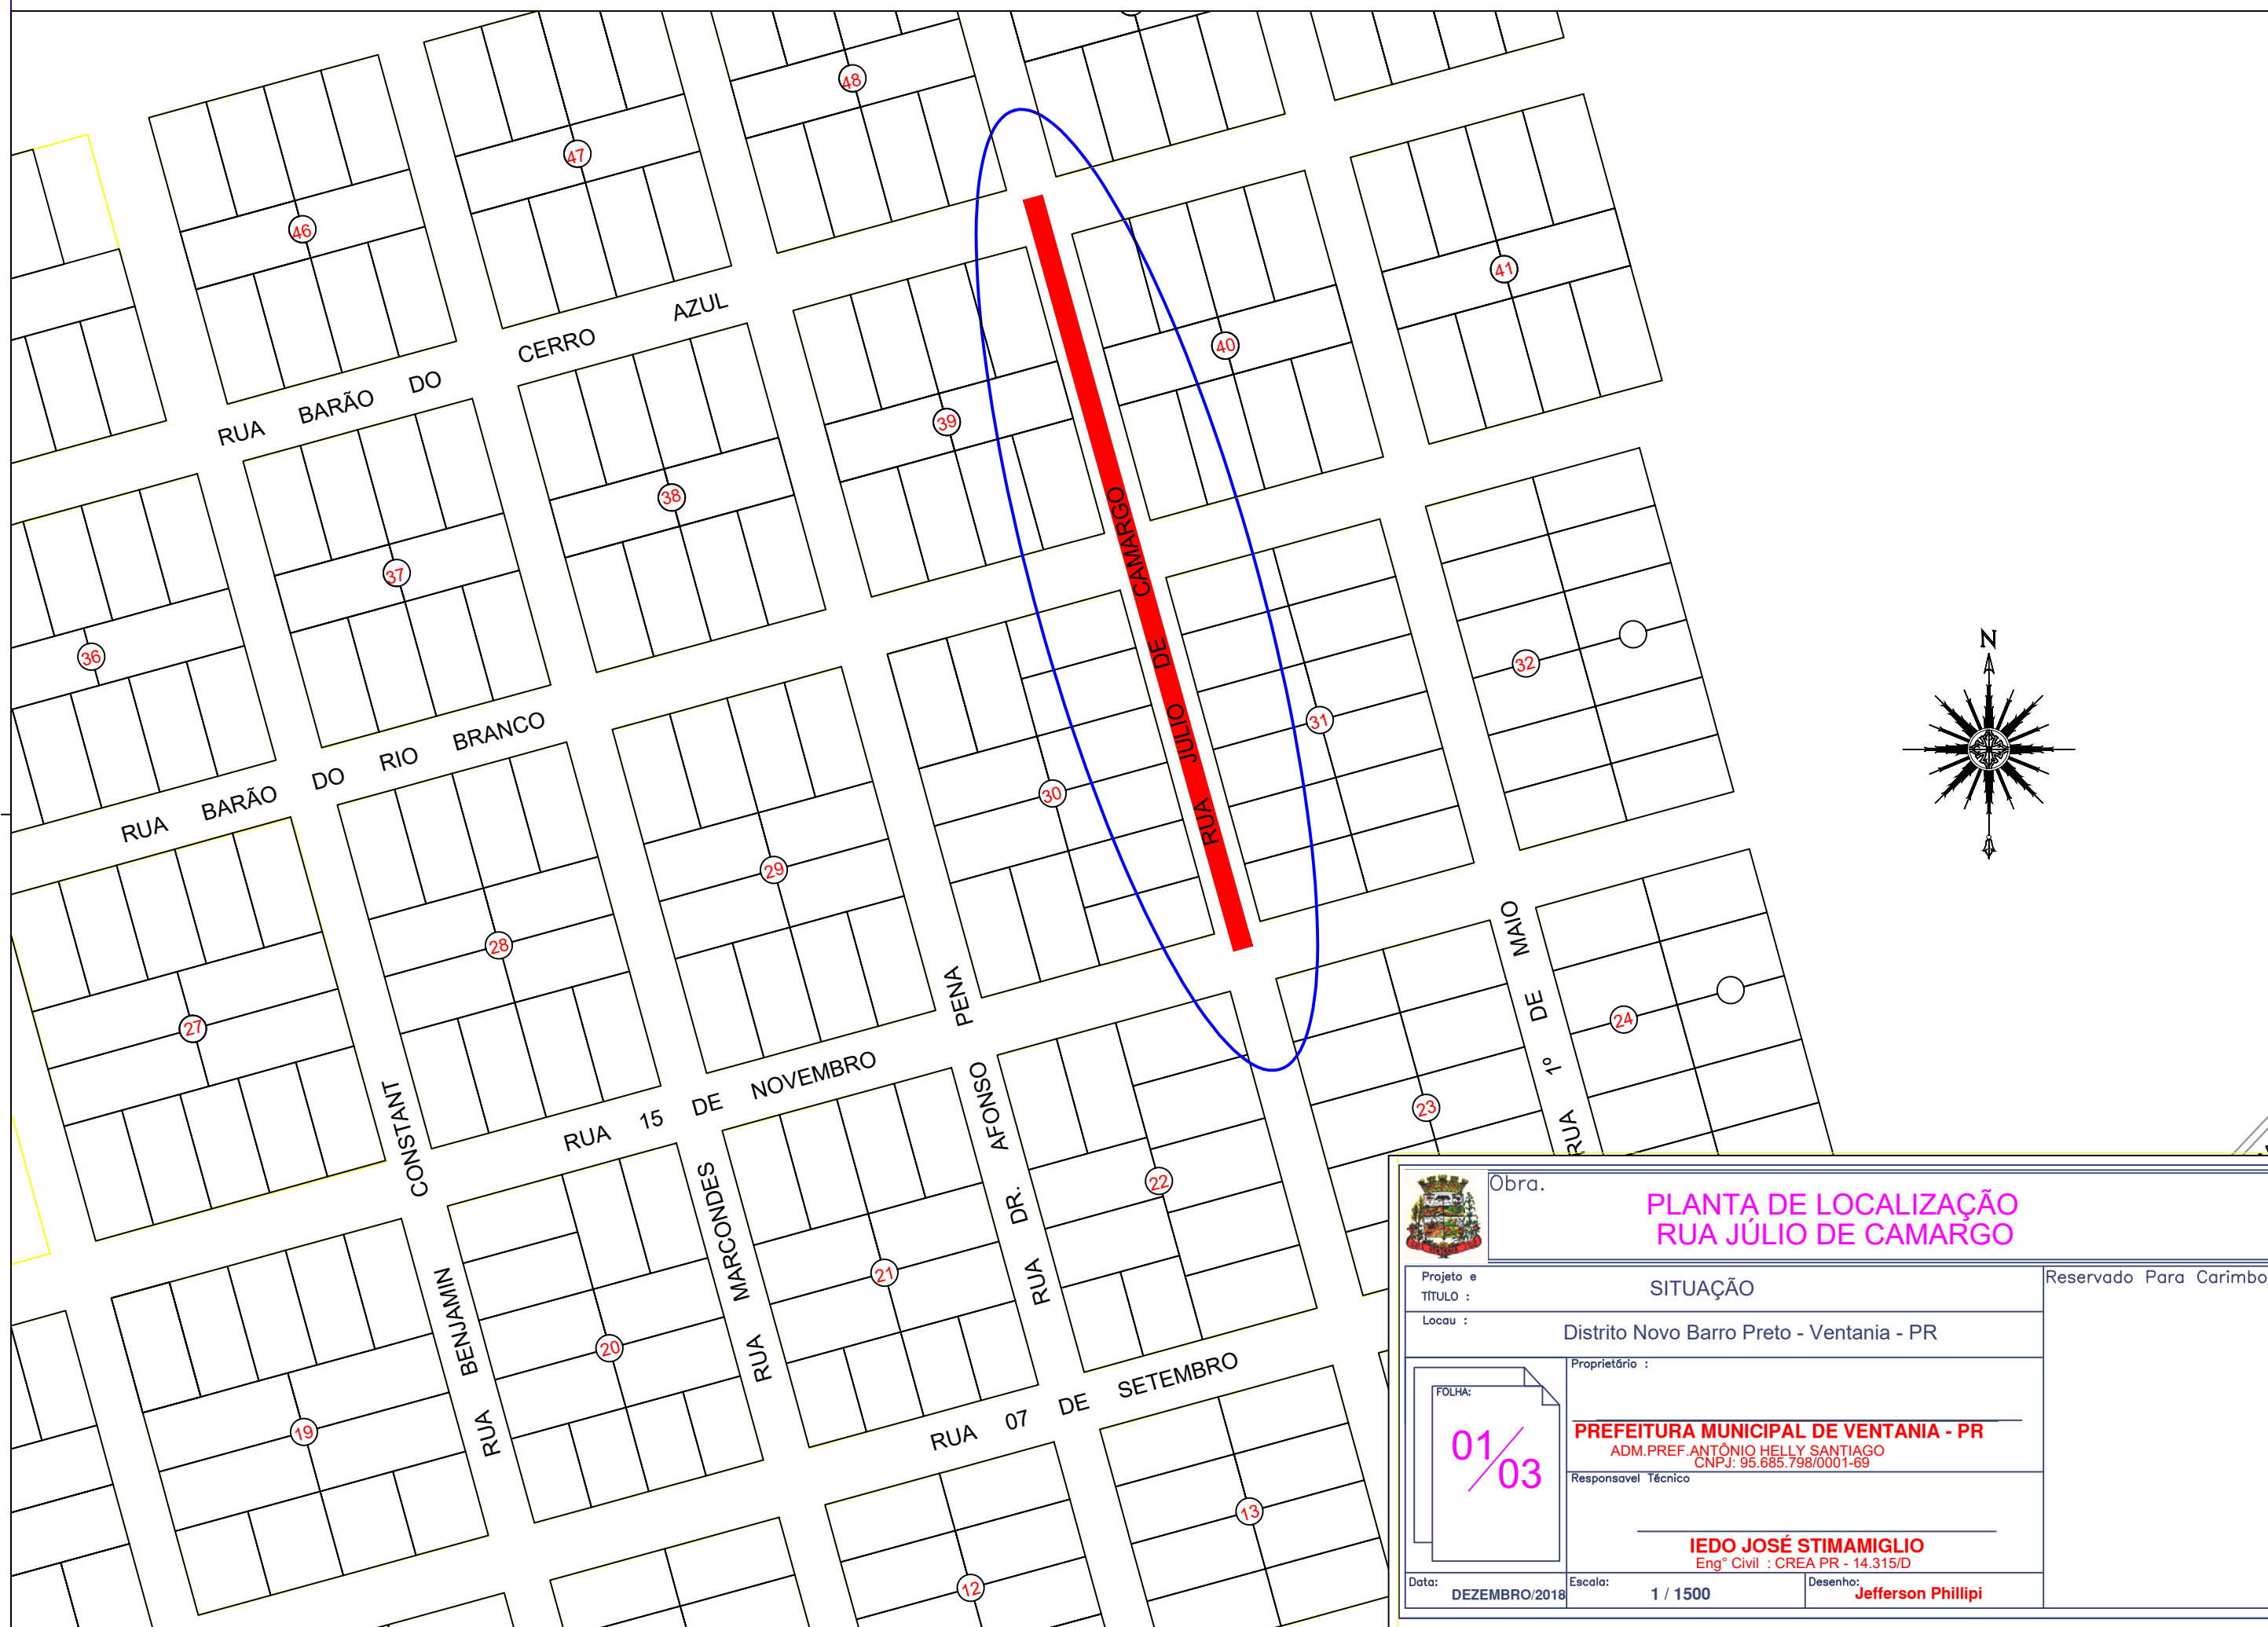 48
47
46
41
40
39
38
37
36
RUA BARÃO DO CERRO AZUL
32
31
30
29
28
27
RUA BARÃO DO RIO BRANCO
RUA JULIO DE CAMARGO
N
24
23
22
21
20
19
13
12
RUA 15 DE NOVEMBRO
RUA 07 DE SETEMBRO
RUA BENJAMIN CONSTANT
RUA MARCONDES
RUA DR. AFONSO PENA
RUA 1º DE MAIO
Obra.
PLANTA DE LOCALIZAÇÃO
RUA JÚLIO DE CAMARGO
Projeto e
TÍTULO :
SITUAÇÃO
Reservado Para Carimbo
Locau :
Distrito Novo Barro Preto - Ventania - PR
FOLHA:
01/03
Proprietário :
PREFEITURA MUNICIPAL DE VENTANIA - PR
ADM.PREF.ANTÔNIO HELLY SANTIAGO
CNPJ: 95.685.798/0001-69
Responsavel Técnico
IEDO JOSÉ STIMAMIGLIO
Eng° Civil : CREA PR - 14.315/D
Data:
DEZEMBRO/2018
Escala:
1 / 1500
Desenho:
Jefferson Phillipi